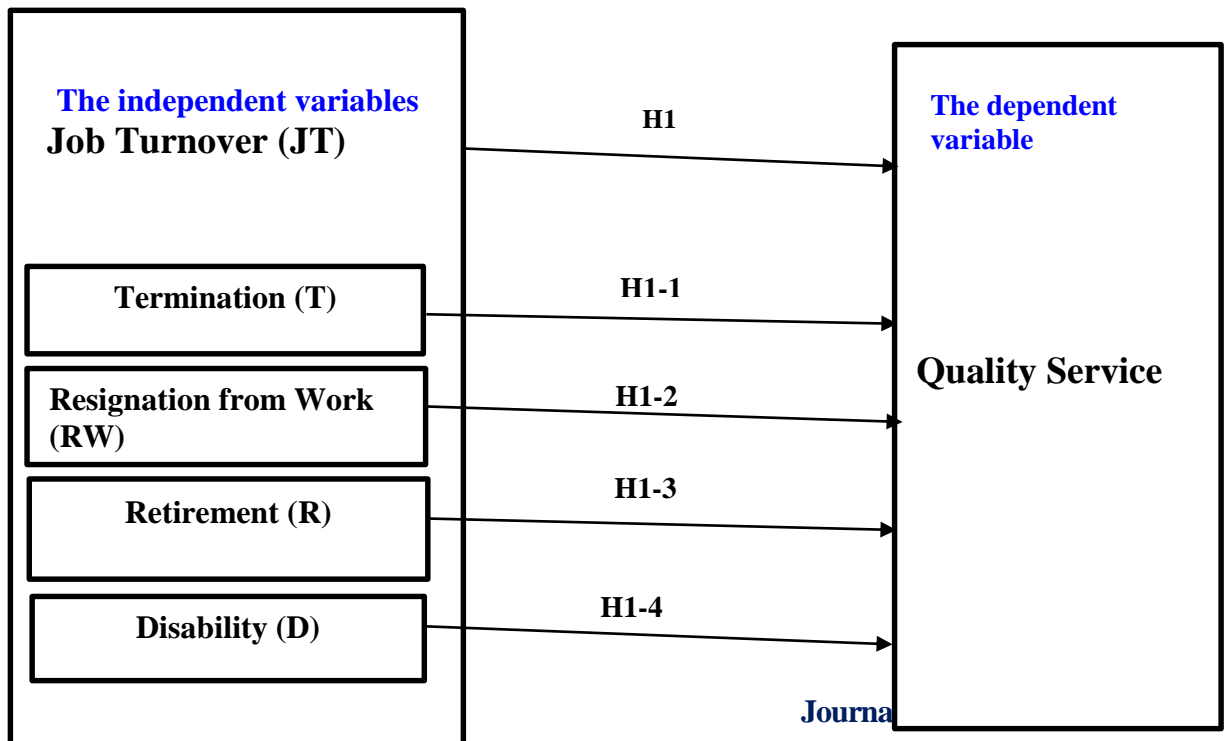 The independent variables
Job Turnover (JT)
H1
The dependent
variable
Termination (T)
H1-1
Resignation from Work
(RW)
H1-2
Quality Service
Retirement (R)
H1-3
Disability (D)
H1-4
Journa